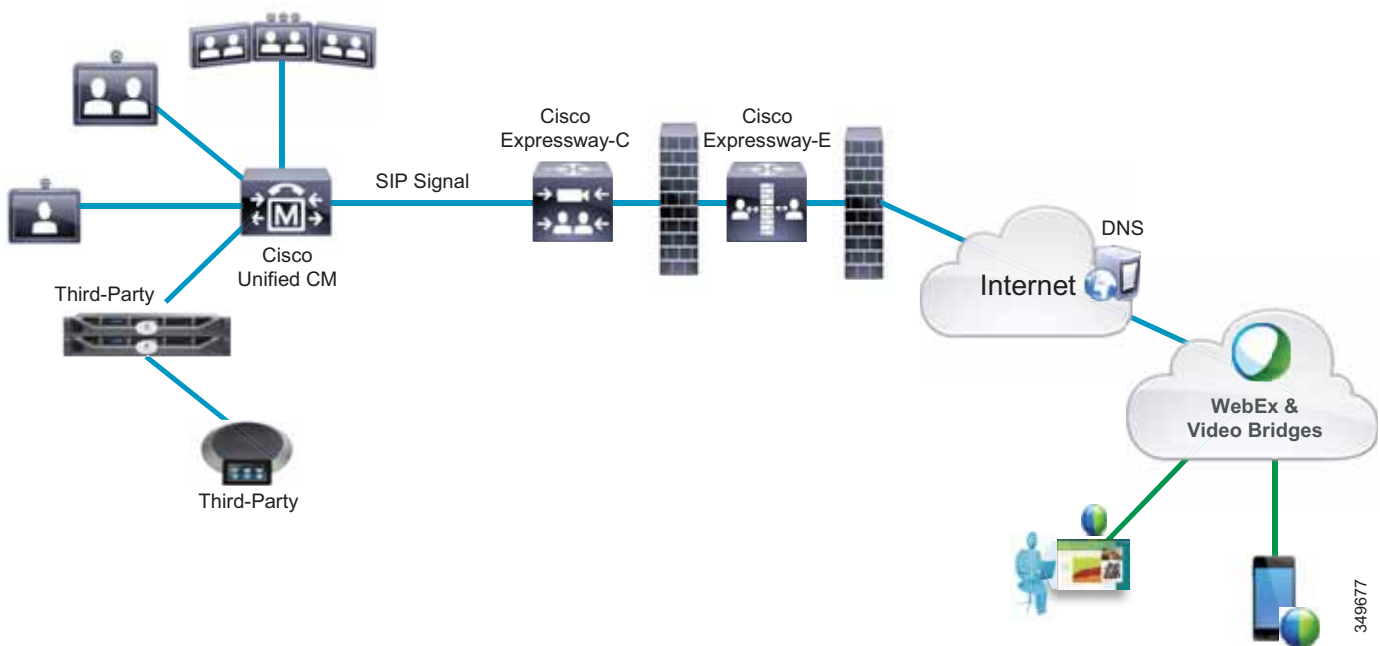 Cisco
Expressway-C
Cisco
Expressway-E
SIP Signal
M
Cisco
Unified CM
Third-Party
Third-Party
DNS
Internet
WebEx &
Video Bridges
349677